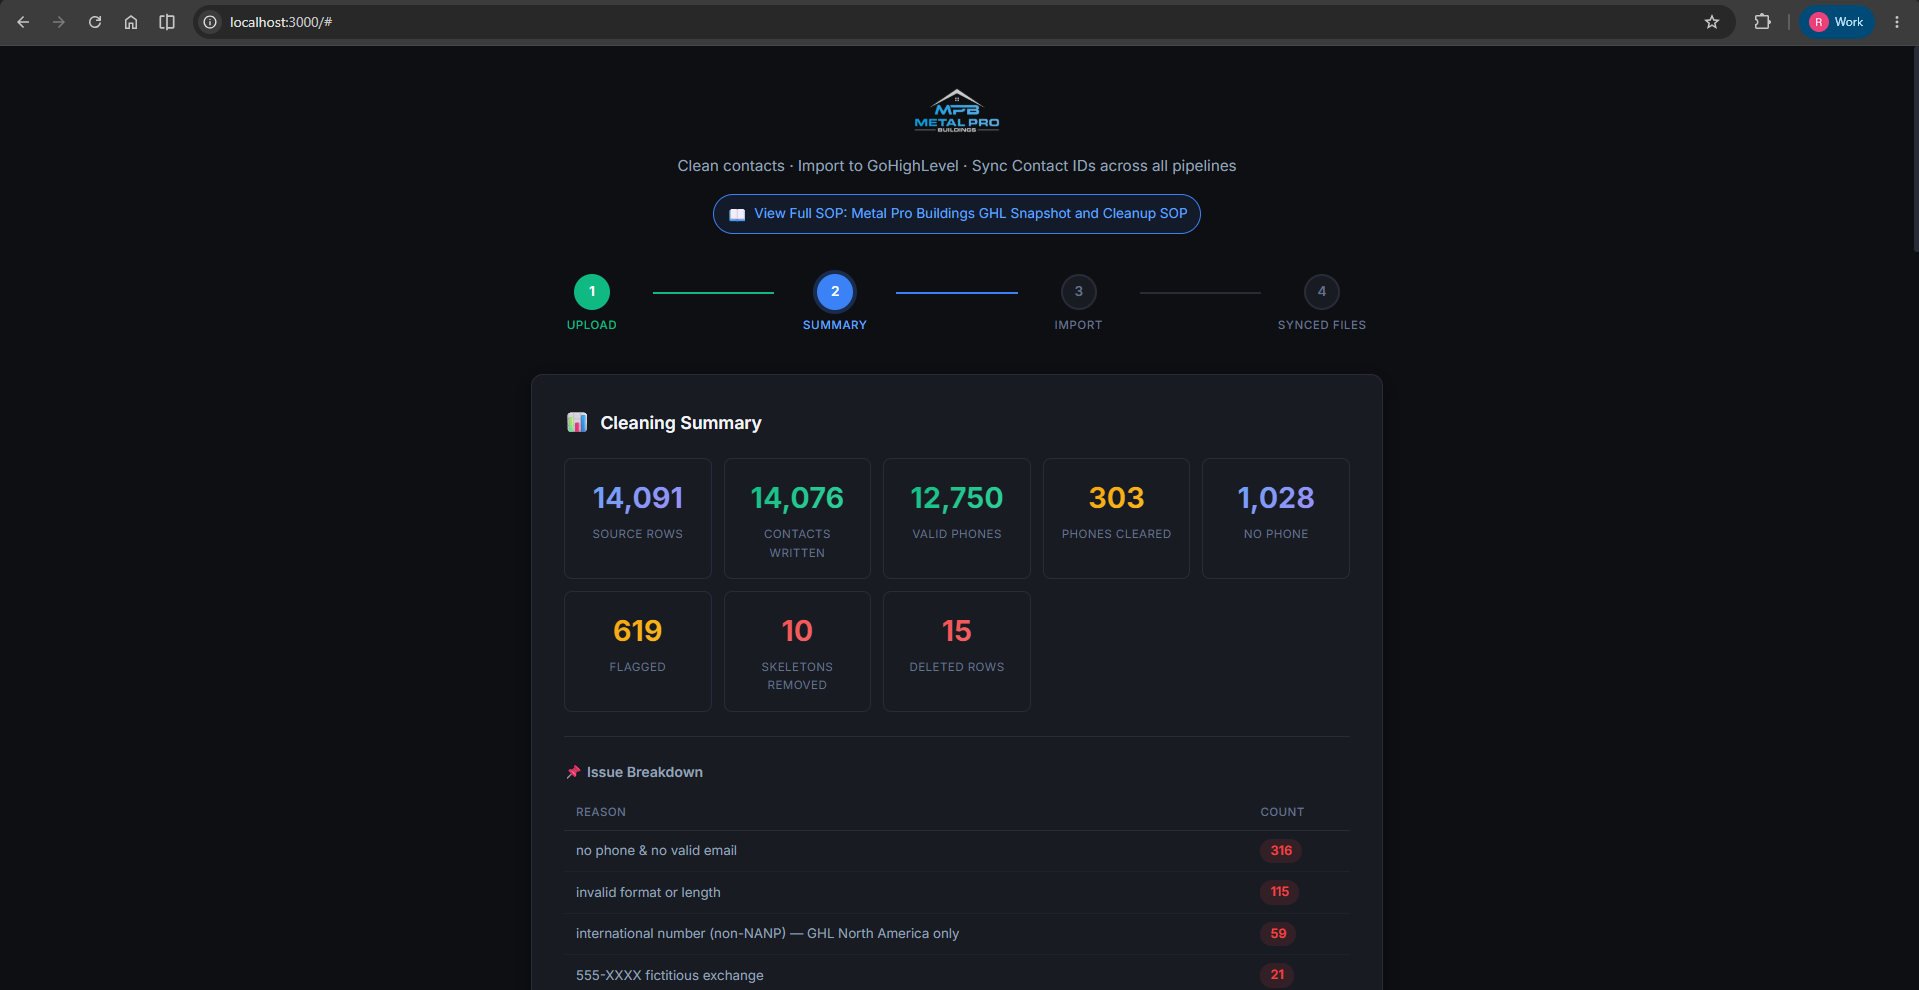 localhost:3000/#
R Work
MPB
METAL PRO
BUILDINGS
Clean contacts · Import to GoHighLevel · Sync Contact IDs across all pipelines
View Full SOP: Metal Pro Buildings GHL Snapshot and Cleanup SOP
1 2 3 4
UPLOAD SUMMARY IMPORT SYNCED FILES
Cleaning Summary
14,091
SOURCE ROWS
14,076
CONTACTS
WRITTEN
12,750
VALID PHONES
303
PHONES CLEARED
1,028
NO PHONE
619
FLAGGED
10
SKELETONS
REMOVED
15
DELETED ROWS
Issue Breakdown
REASON COUNT
no phone & no valid email 316
invalid format or length 115
international number (non-NANP) — GHL North America only 59
555-XXXX fictitious exchange 21